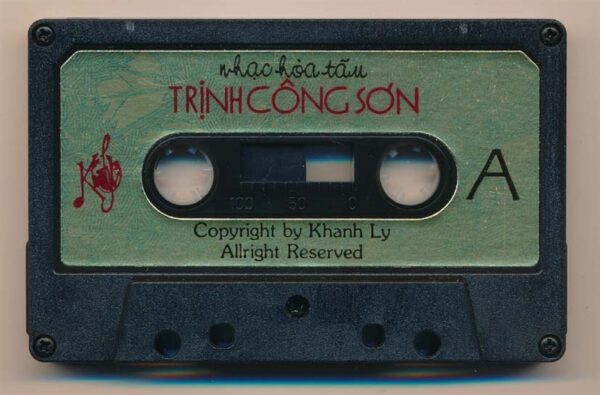 nhạc hòa tấu
TRỊNH CÔNG SƠN
A
100 50 0
Copyright by Khanh Ly
Allright Reserved